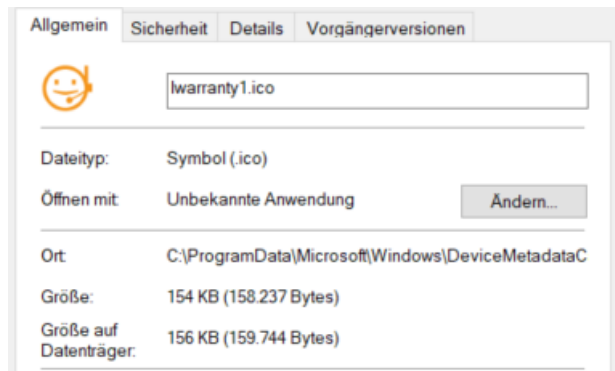 Allgemein Sicherheit Details Vorgängerversionen
lwarranty1.ico
Dateityp: Symbol (.ico)
Öffnen mit: Unbekannte Anwendung Ändern...
Ort: C:\ProgramData\Microsoft\Windows\DeviceMetadataC
Größe: 154 KB (158.237 Bytes)
Größe auf
Datenträger: 156 KB (159.744 Bytes)